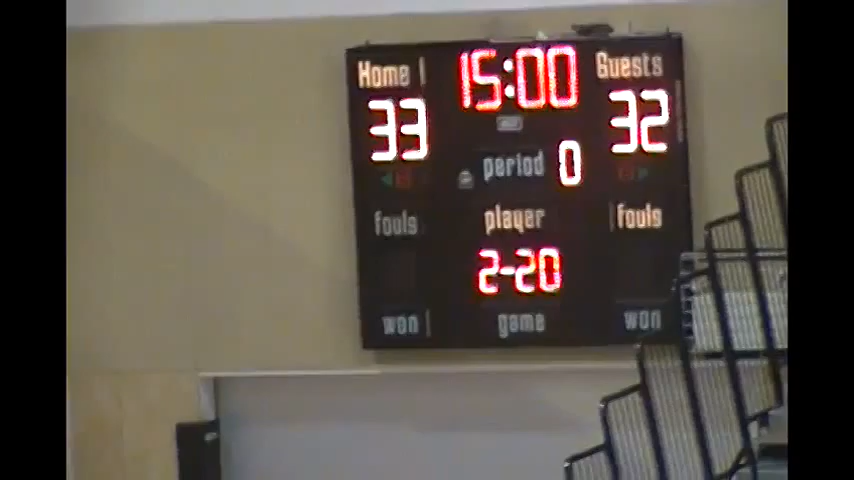 Home 15:00 Guests
33 32
period 0
fouls player fouls
2-20
won game won